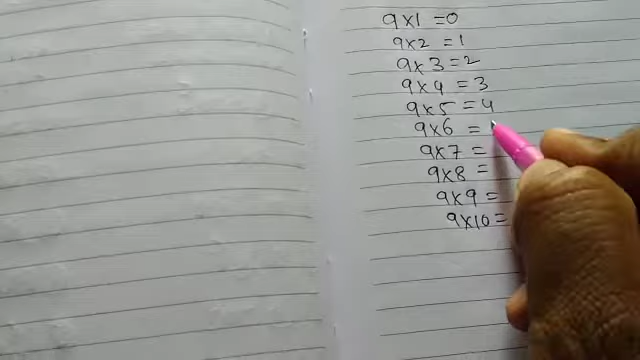 9x1 =0
9x2 =1
9x3 =2
9x4 =3
9x5 =4
9x6 =
9x7 =
9x8 =
9x9 =
9x10=